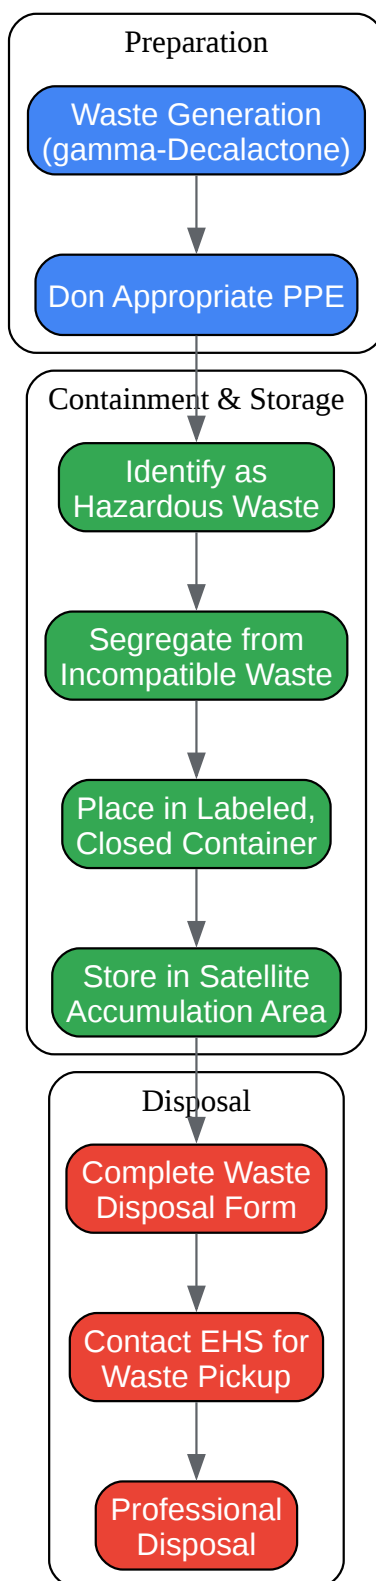 Preparation
Waste Generation
(gamma-Decalactone)
Don Appropriate PPE
Containment & Storage
Identify as
Hazardous Waste
Segregate from
Incompatible Waste
Place in Labeled,
Closed Container
Store in Satellite
Accumulation Area
Disposal
Complete Waste
Disposal Form
Contact EHS for
Waste Pickup
Professional
Disposal